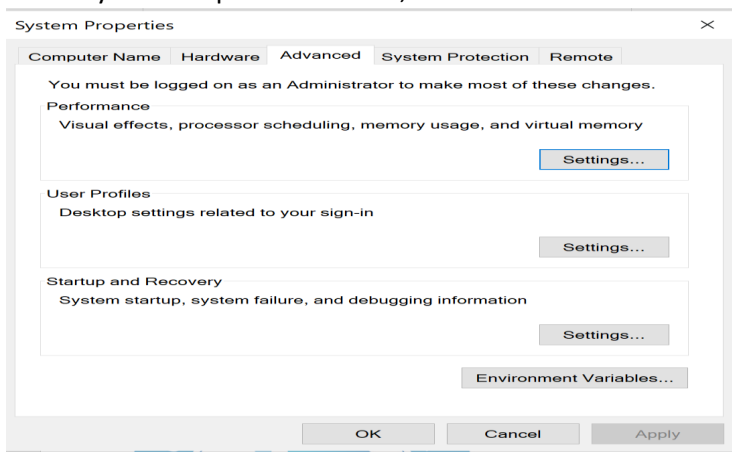 System Properties
Computer Name Hardware Advanced System Protection Remote
You must be logged on as an Administrator to make most of these changes.
Performance
Visual effects, processor scheduling, memory usage, and virtual memory
Settings...
User Profiles
Desktop settings related to your sign-in
Settings...
Startup and Recovery
System startup, system failure, and debugging information
Settings...
Environment Variables...
OK Cancel Apply